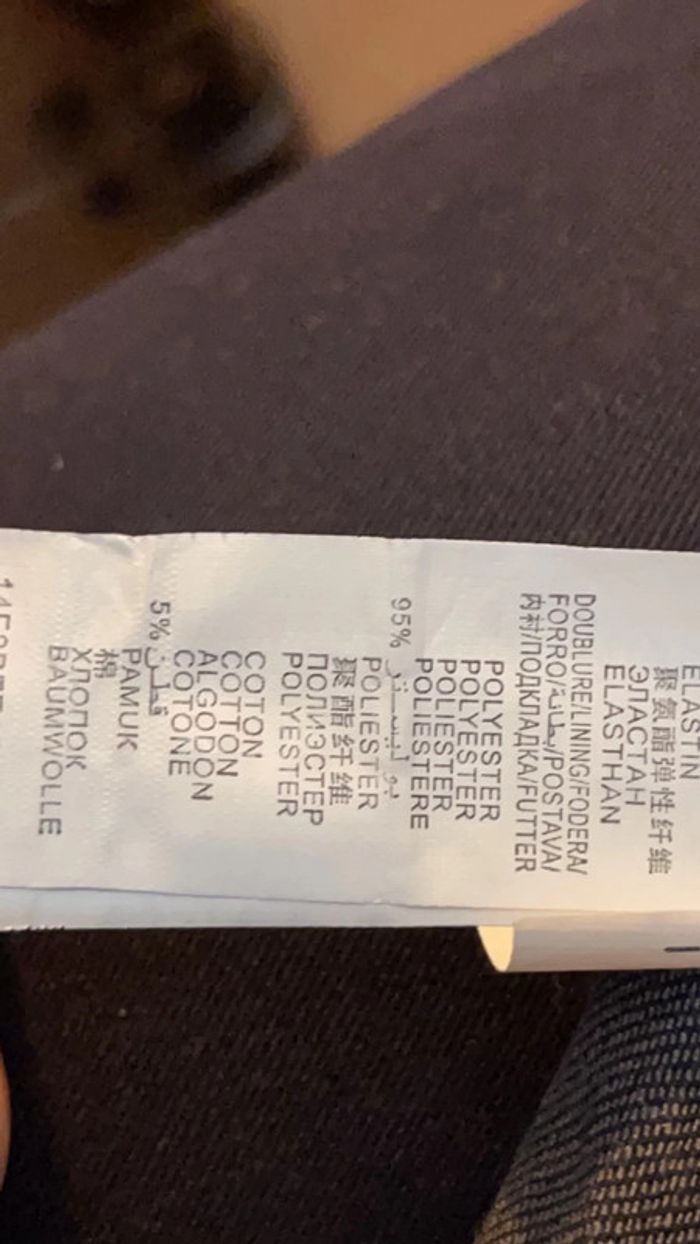 ELASTIN
聚氨酯弹性纤维
ЭЛАСТАН
ELASTHAN
DOUBLURE/LINING/FODERA/
FORRO/بطانة/POSTAVA/
内衬/ПОДКЛАДКА/FUTTER
POLYESTER
POLYESTER
POLIESTER
POLIESTERE
95% بوليستر
POLIESTER
聚酯纤维
ПОЛИЭСТЕР
POLYESTER
COTON
COTTON
ALGODON
COTONE
5% قطن
PAMUK
棉
ХЛОПОК
BAUMWOLLE